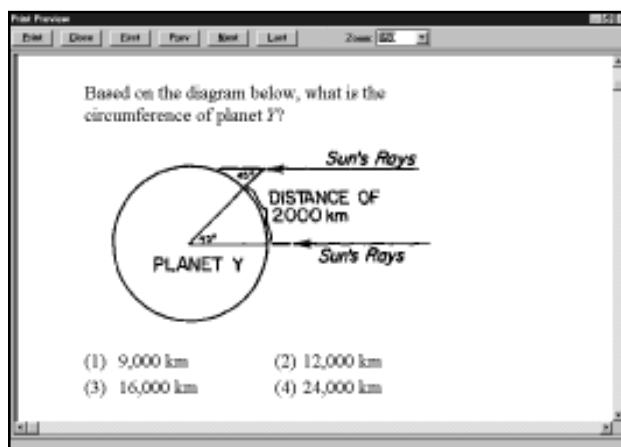 Print Preview
Print Close First Prev Next Last Zoom:
Based on the diagram below, what is the
circumference of planet Y?
Sun's Rays
45°
DISTANCE OF
2000 km
PLANET Y
Sun's Rays
(1) 9,000 km (2) 12,000 km
(3) 16,000 km (4) 24,000 km